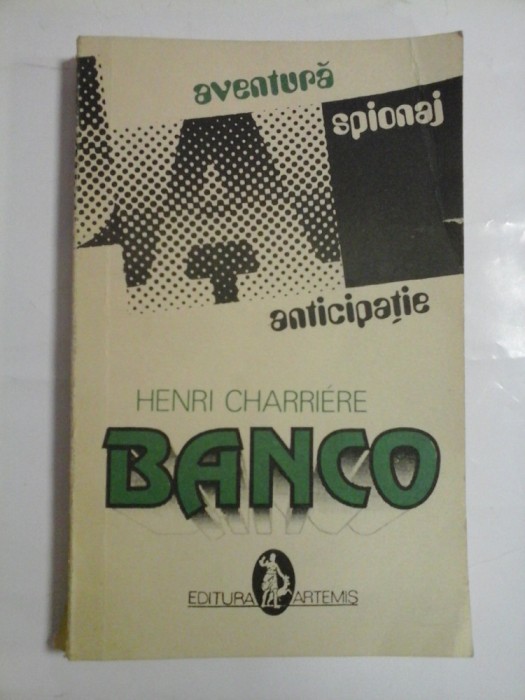 aventură
spionaj
anticipație
HENRI CHARRIÉRE
BANCO
EDITURA ARTEMIS